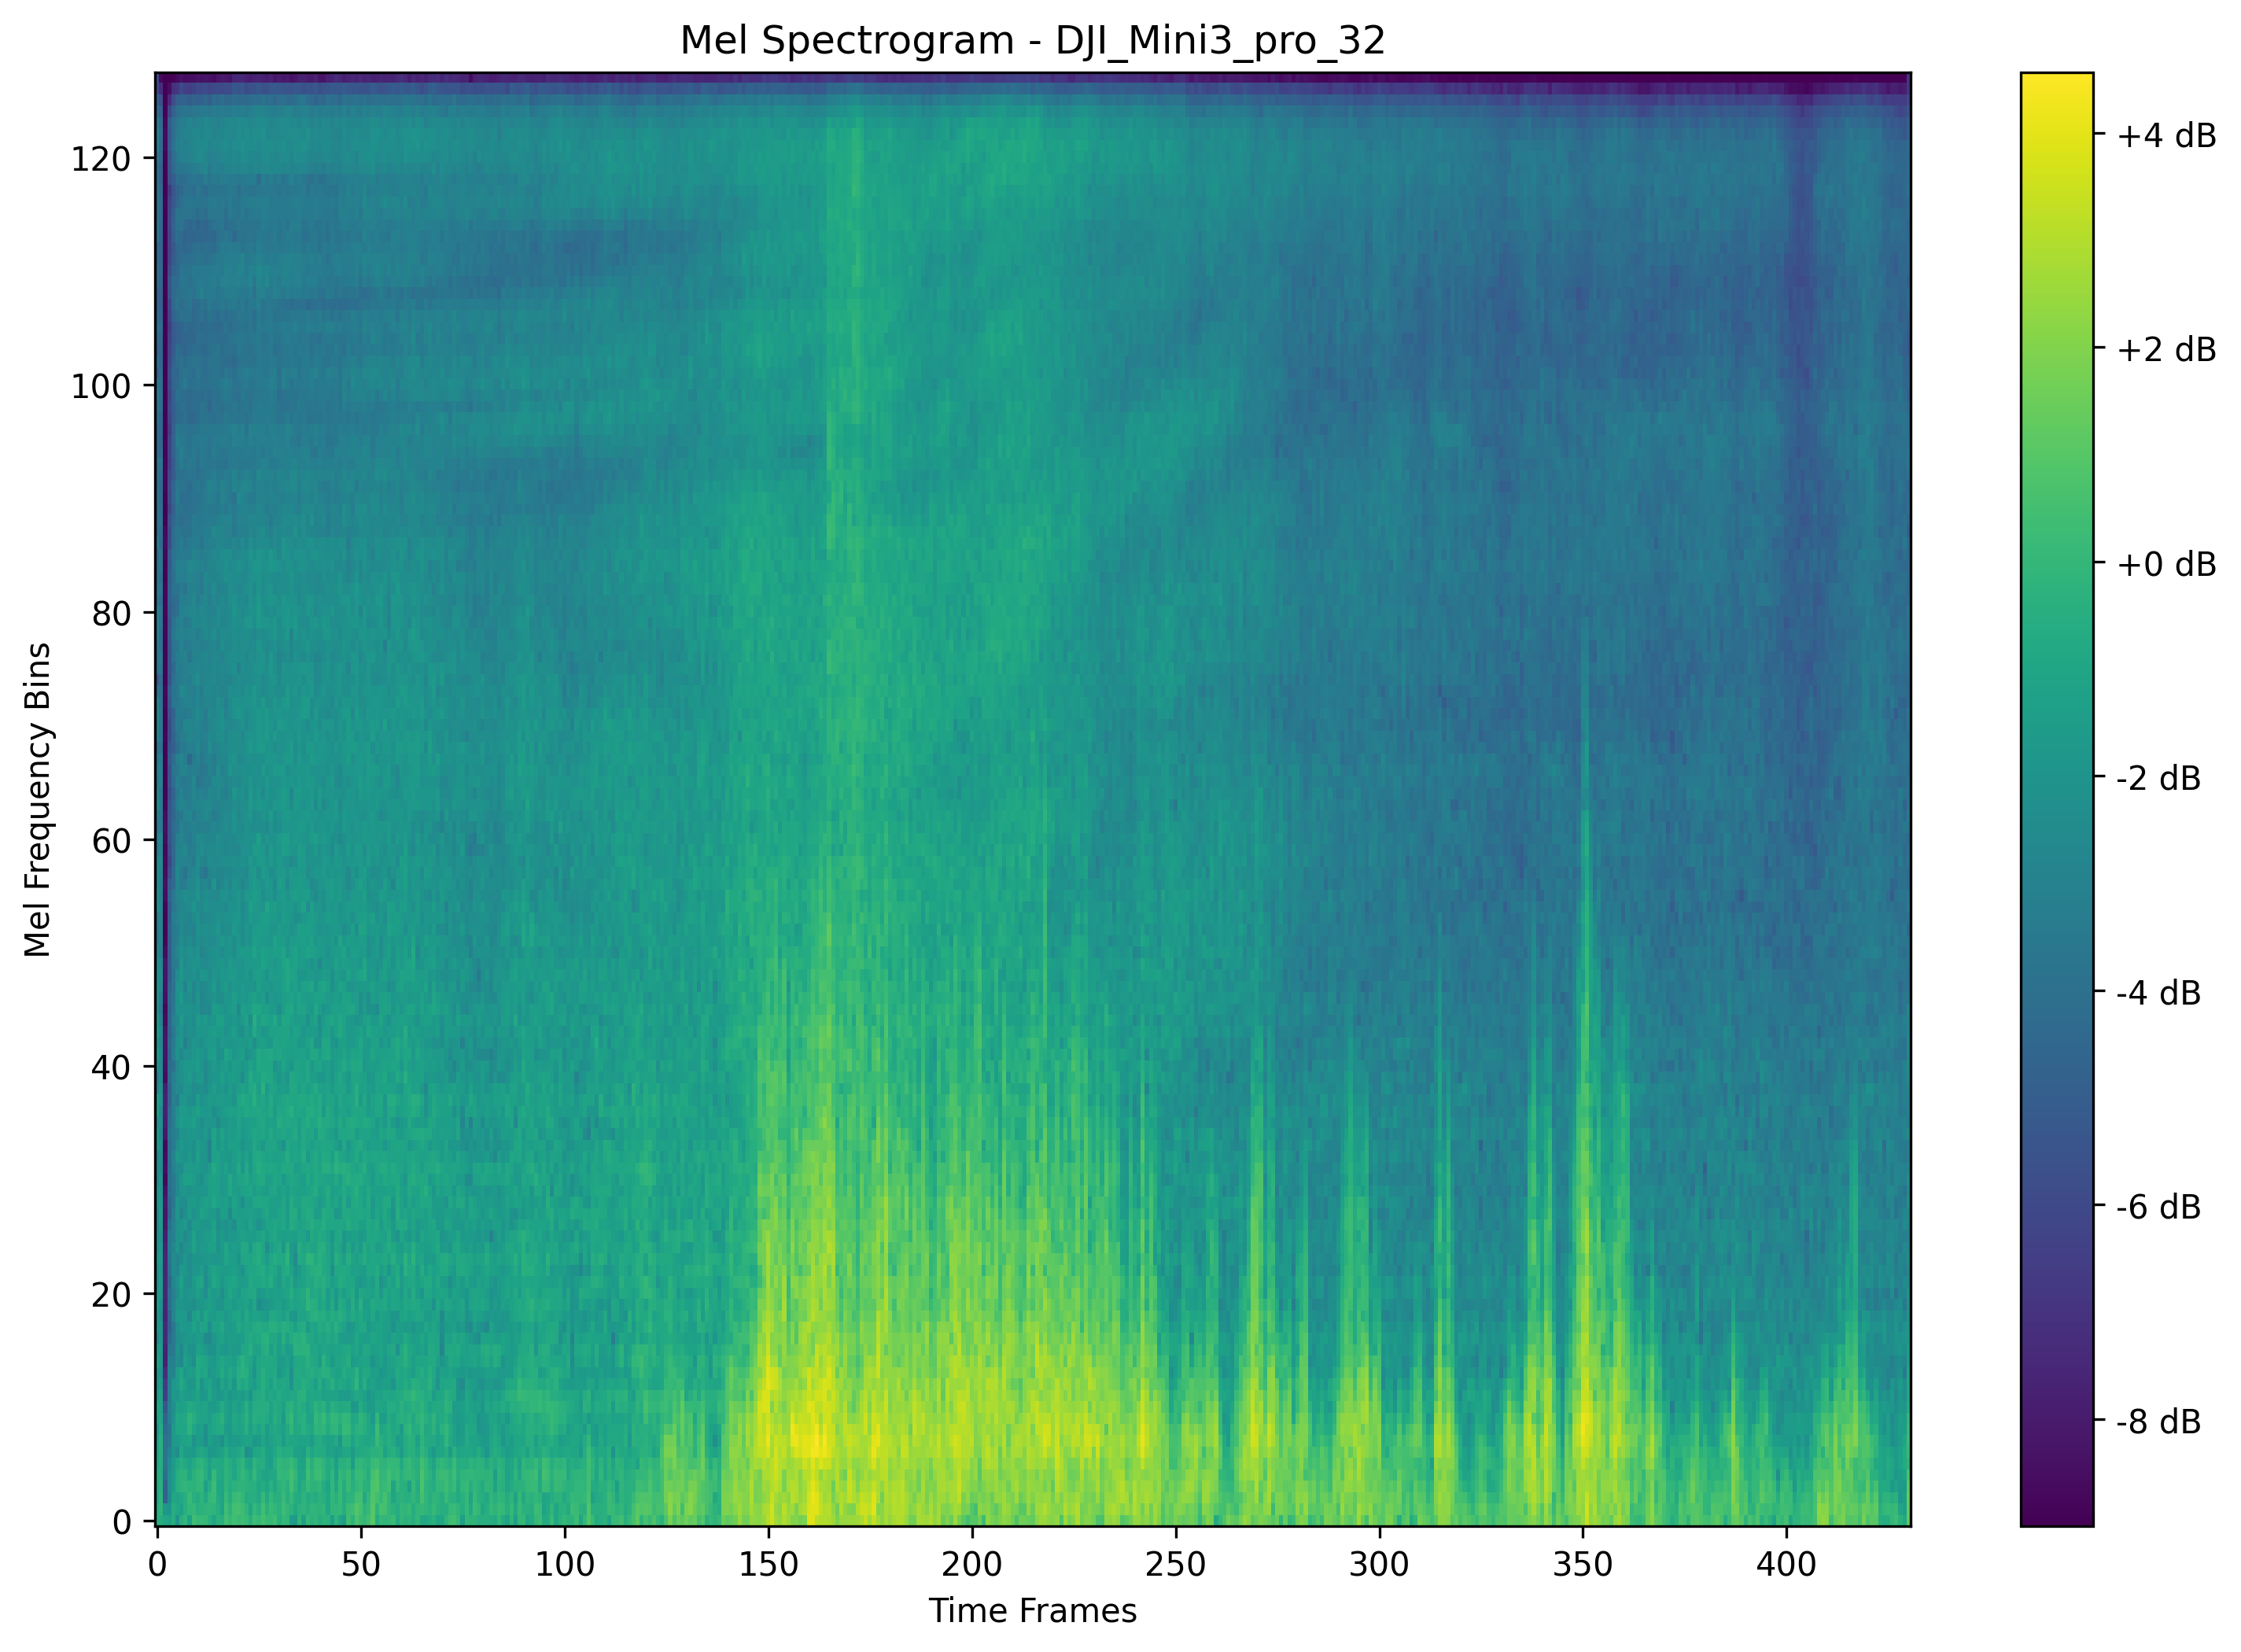 Mel Spectrogram - DJI_Mini3_pro_32
Mel Frequency Bins
120
100
80
60
40
20
0
0 50 100 150 200 250 300 350 400
Time Frames
+4 dB
+2 dB
+0 dB
-2 dB
-4 dB
-6 dB
-8 dB